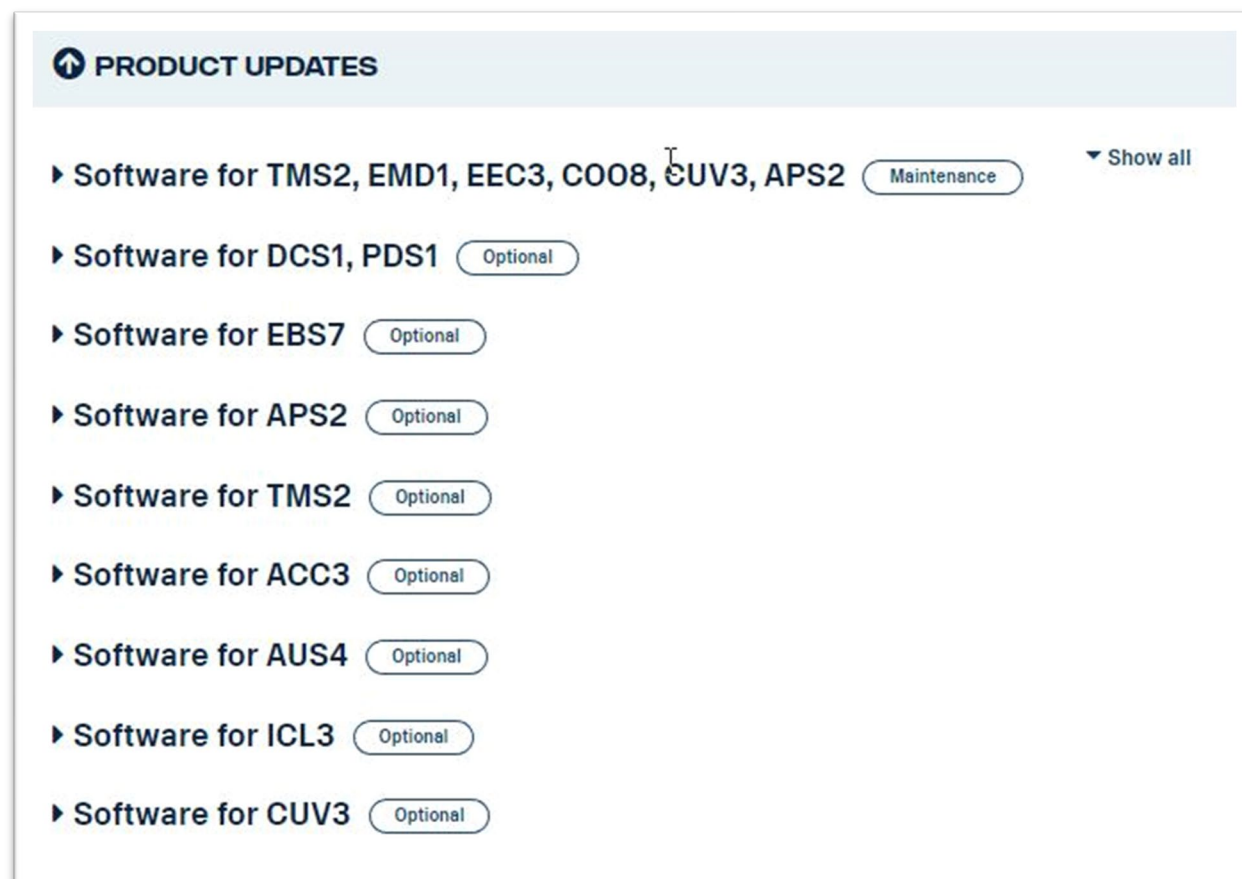 PRODUCT UPDATES
Show all
Software for TMS2, EMD1, EEC3, COO8, CUV3, APS2 Maintenance
Software for DCS1, PDS1 Optional
Software for EBS7 Optional
Software for APS2 Optional
Software for TMS2 Optional
Software for ACC3 Optional
Software for AUS4 Optional
Software for ICL3 Optional
Software for CUV3 Optional